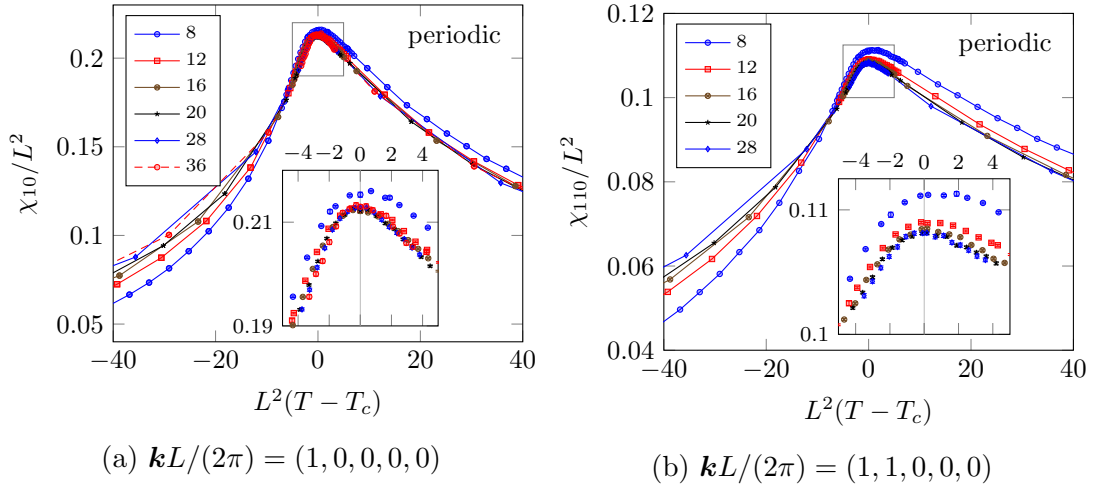 periodic
8
12
16
20
28
36
0.2
0.15
0.1
0.05
χ10/L²
−40 −20 0 20 40
L²(T − Tc)
−4 −2 0 2 4
0.21
0.19
(a) kL/(2π) = (1, 0, 0, 0, 0)
periodic
8
12
16
20
28
0.12
0.1
0.08
0.06
0.04
χ110/L²
−40 −20 0 20 40
L²(T − Tc)
−4 −2 0 2 4
0.11
0.1
(b) kL/(2π) = (1, 1, 0, 0, 0)